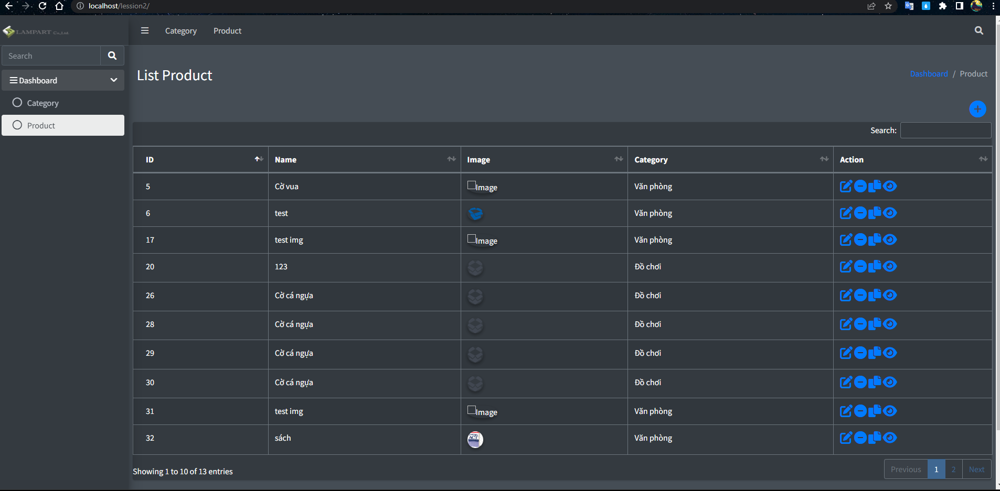 localhost/lession2/
LAMPART Co.,Ltd.
Category Product
Search
Dashboard
Category
Product
List Product
Dashboard / Product
Search:
ID Name Image Category Action
5 Cờ vua Image Văn phòng
6 test Văn phòng
17 test img Image Văn phòng
20 123 Đồ chơi
26 Cờ cá ngựa Đồ chơi
28 Cờ cá ngựa Đồ chơi
29 Cờ cá ngựa Đồ chơi
30 Cờ cá ngựa Đồ chơi
31 test img Image Văn phòng
32 sách ACT Văn phòng
Showing 1 to 10 of 13 entries
Previous 1 2 Next